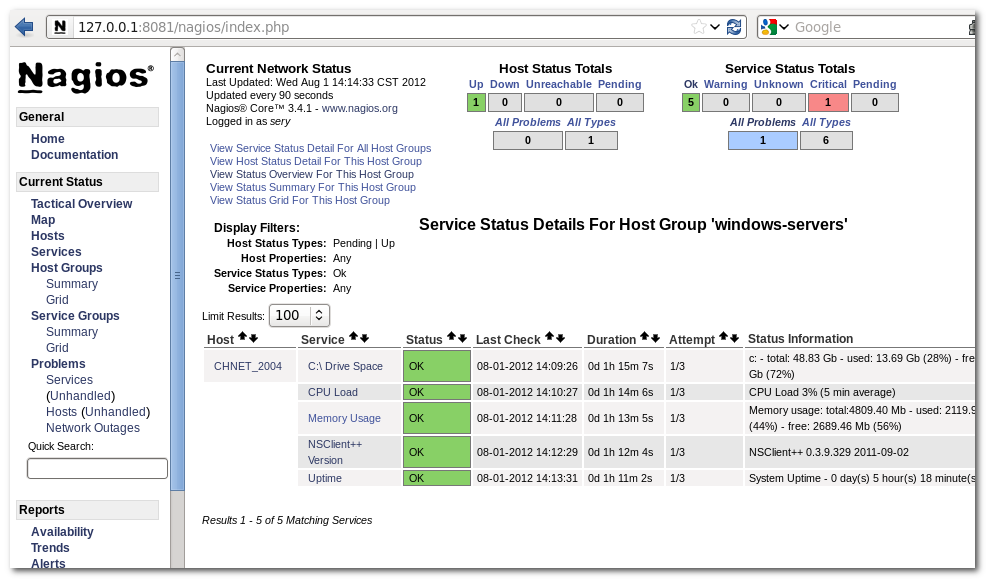 127.0.0.1:8081/nagios/index.php
Google
Nagios®
General
Home
Documentation
Current Status
Tactical Overview
Map
Hosts
Services
Host Groups
Summary
Grid
Service Groups
Summary
Grid
Problems
Services
(Unhandled)
Hosts (Unhandled)
Network Outages
Quick Search:
Reports
Availability
Trends
Alerts
Current Network Status
Last Updated: Wed Aug 1 14:14:33 CST 2012
Updated every 90 seconds
Nagios® Core™ 3.4.1 - www.nagios.org
Logged in as sery
View Service Status Detail For All Host Groups
View Host Status Detail For This Host Group
View Status Overview For This Host Group
View Status Summary For This Host Group
View Status Grid For This Host Group
Host Status Totals
Up Down Unreachable Pending
1 0 0 0
All Problems All Types
0 1
Service Status Totals
Ok Warning Unknown Critical Pending
5 0 0 1 0
All Problems All Types
1 6
Display Filters:
Host Status Types: Pending | Up
Host Properties: Any
Service Status Types: Ok
Service Properties: Any
Service Status Details For Host Group 'windows-servers'
Limit Results: 100
Host Service Status Last Check Duration Attempt Status Information
CHNET_2004 C:\ Drive Space OK 08-01-2012 14:09:26 0d 1h 15m 7s 1/3 c: - total: 48.83 Gb - used: 13.69 Gb (28%) - fre
Gb (72%)
CPU Load OK 08-01-2012 14:10:27 0d 1h 14m 6s 1/3 CPU Load 3% (5 min average)
Memory Usage OK 08-01-2012 14:11:28 0d 1h 13m 5s 1/3 Memory usage: total:4809.40 Mb - used: 2119.9
(44%) - free: 2689.46 Mb (56%)
NSClient++
Version OK 08-01-2012 14:12:29 0d 1h 12m 4s 1/3 NSClient++ 0.3.9.329 2011-09-02
Uptime OK 08-01-2012 14:13:31 0d 1h 11m 2s 1/3 System Uptime - 0 day(s) 5 hour(s) 18 minute(s
Results 1 - 5 of 5 Matching Services